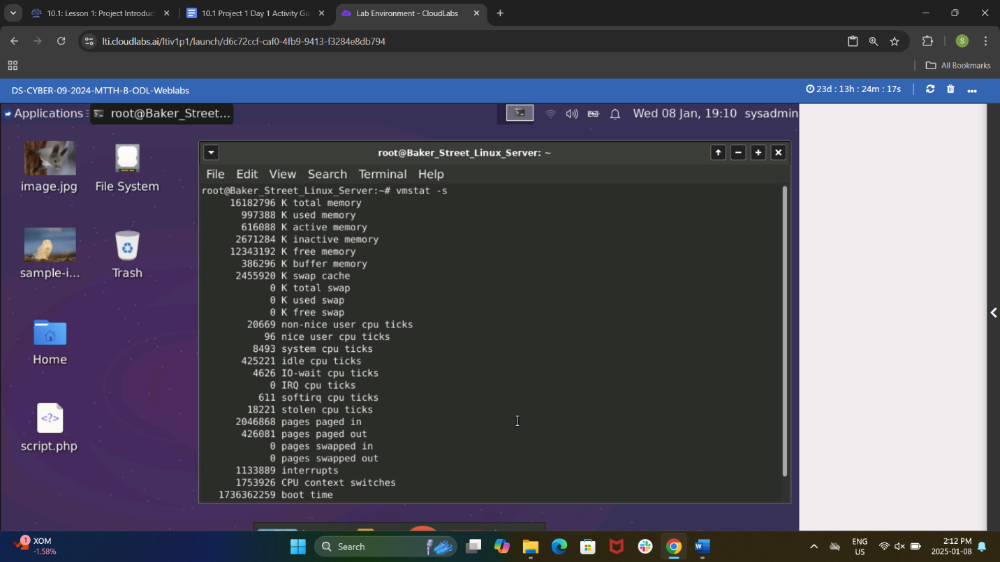 10.1: Lesson 1: Project Introduct
10.1 Project 1 Day 1 Activity Gu
Lab Environment - CloudLabs
lti.cloudlabs.ai/ltiv1p1/launch/d6c72ccf-caf0-4fb9-9413-f3284e8db794
S
All Bookmarks
DS-CYBER-09-2024-MTTH-B-ODL-Weblabs
23d : 13h : 24m : 17s
Applications
root@Baker_Street...
Wed 08 Jan, 19:10 sysadmin
image.jpg
File System
sample-i...
Trash
Home
<?>
script.php
root@Baker_Street_Linux_Server: ~
File Edit View Search Terminal Help
root@Baker_Street_Linux_Server:~# vmstat -s
16182796 K total memory
997388 K used memory
616088 K active memory
2671284 K inactive memory
12343192 K free memory
386296 K buffer memory
2455920 K swap cache
0 K total swap
0 K used swap
0 K free swap
20669 non-nice user cpu ticks
96 nice user cpu ticks
8493 system cpu ticks
425221 idle cpu ticks
4626 IO-wait cpu ticks
0 IRQ cpu ticks
611 softirq cpu ticks
18221 stolen cpu ticks
2046868 pages paged in
426081 pages paged out
0 pages swapped in
0 pages swapped out
1133889 interrupts
1753926 CPU context switches
1736362259 boot time
1
XOM
-1.58%
Search
ENG
US
2:12 PM
2025-01-08